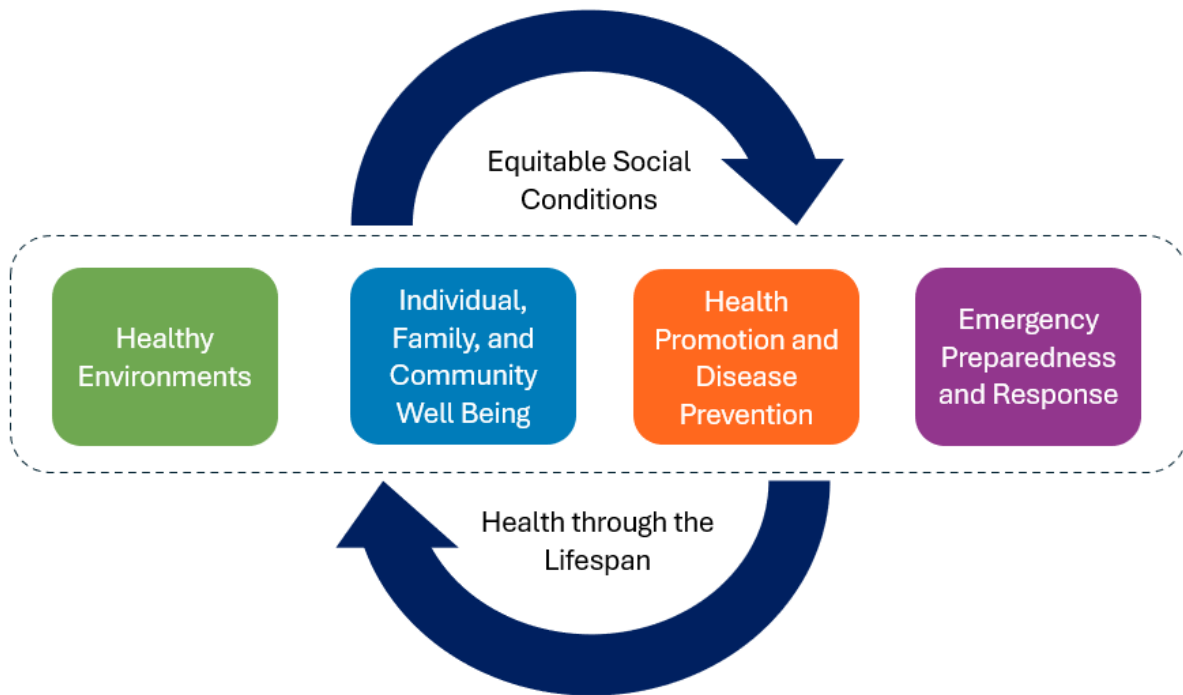 Equitable Social
Conditions
Healthy
Environments
Individual,
Family, and
Community
Well Being
Health
Promotion and
Disease
Prevention
Emergency
Preparedness
and Response
Health through the
Lifespan